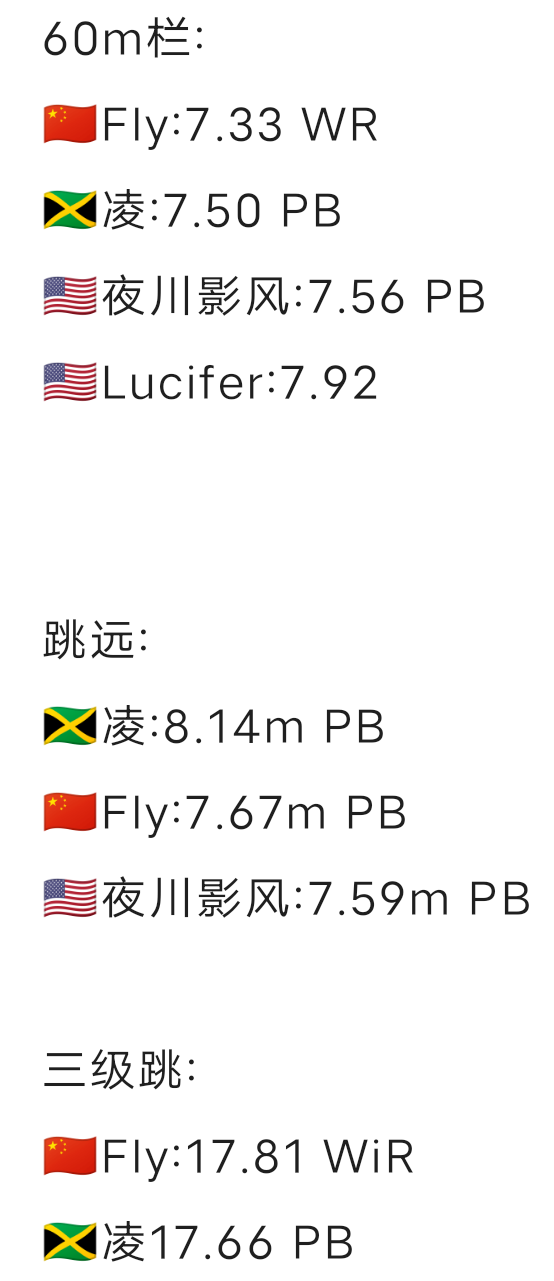 60m栏:
🇨🇳Fly:7.33 WR
🇯🇲凌:7.50 PB
🇺🇸夜川影风:7.56 PB
🇺🇸Lucifer:7.92
跳远:
🇯🇲凌:8.14m PB
🇨🇳Fly:7.67m PB
🇺🇸夜川影风:7.59m PB
三级跳:
🇨🇳Fly:17.81 WiR
🇯🇲凌17.66 PB